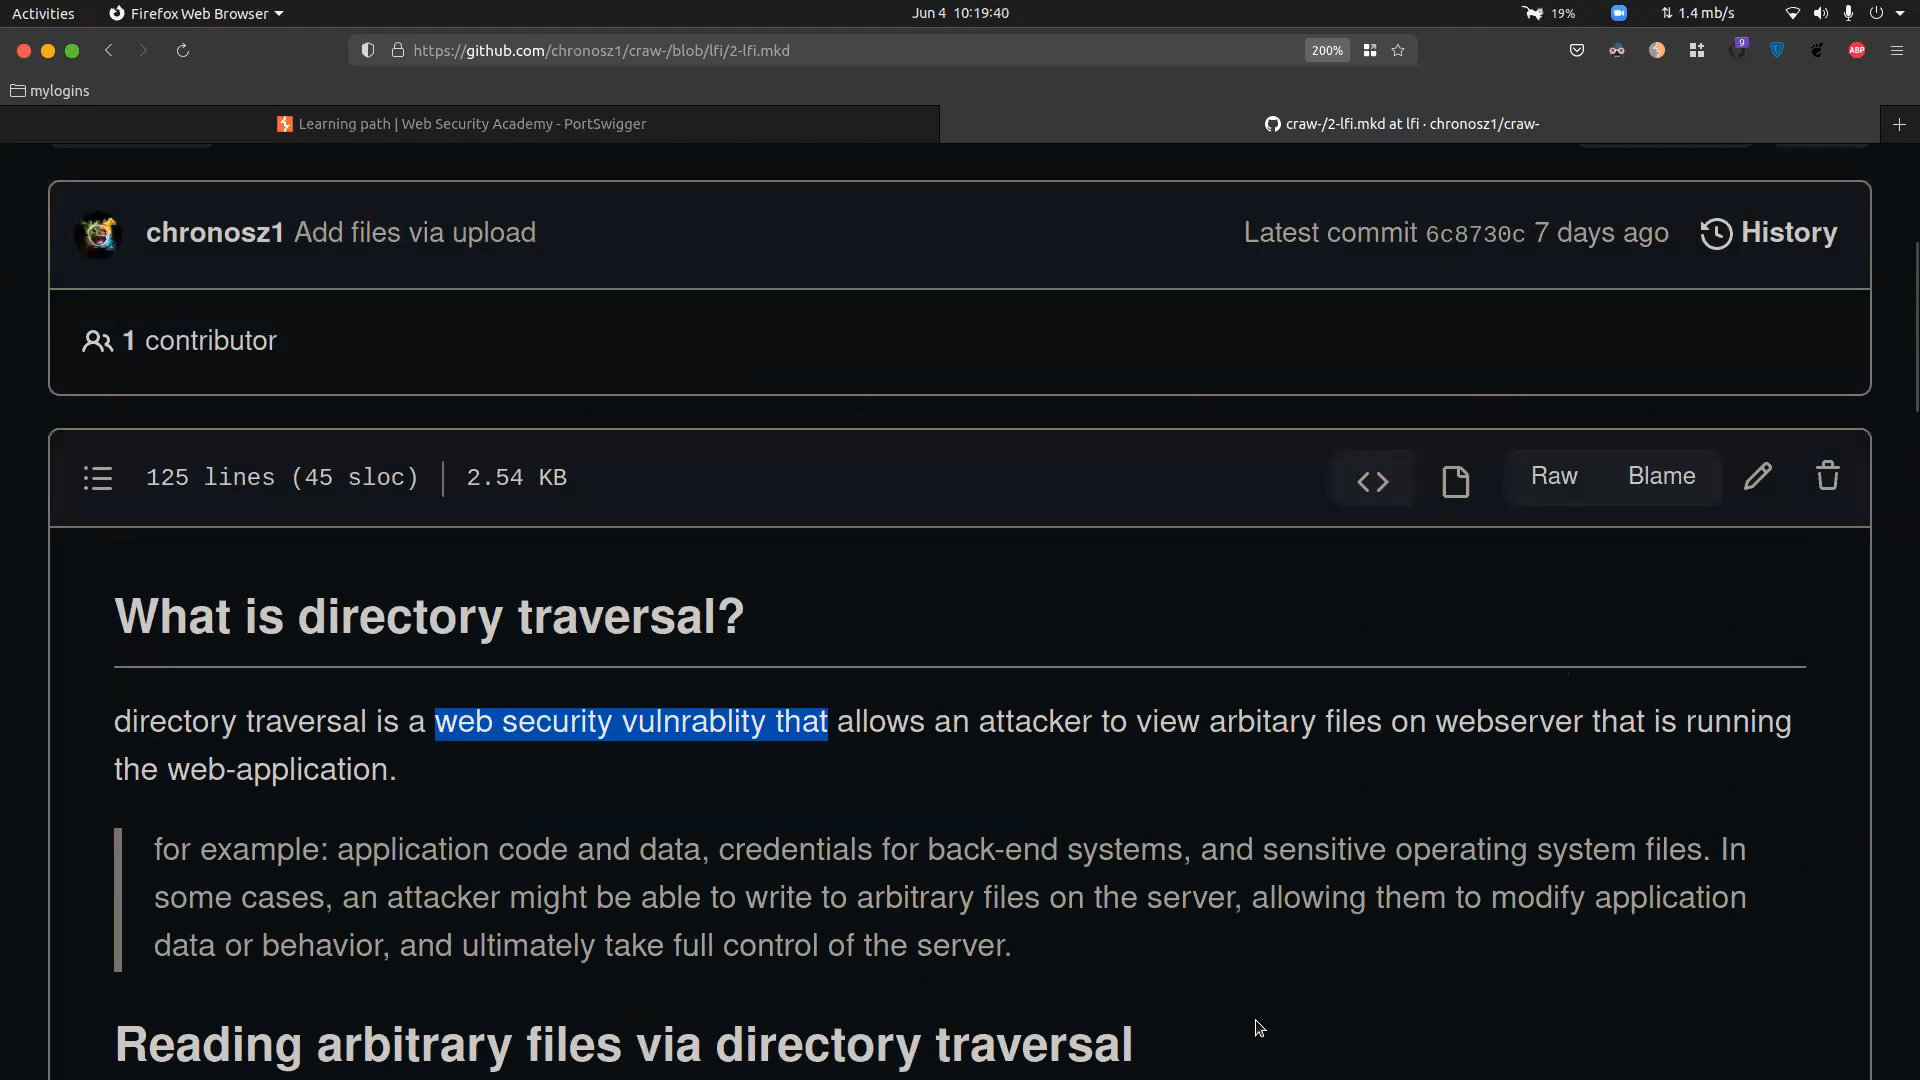 Activities Firefox Web Browser Jun 4 10:19:40 19% 1.4 mb/s
https://github.com/chronosz1/craw-/blob/lfi/2-lfi.mkd 200% 9 ABP
mylogins
Learning path | Web Security Academy - PortSwigger craw-/2-lfi.mkd at lfi · chronosz1/craw-
chronosz1 Add files via upload Latest commit 6c8730c 7 days ago History
1 contributor
125 lines (45 sloc) 2.54 KB Raw Blame
What is directory traversal?
directory traversal is a web security vulnrablity that allows an attacker to view arbitary files on webserver that is running
the web-application.
for example: application code and data, credentials for back-end systems, and sensitive operating system files. In
some cases, an attacker might be able to write to arbitrary files on the server, allowing them to modify application
data or behavior, and ultimately take full control of the server.
Reading arbitrary files via directory traversal